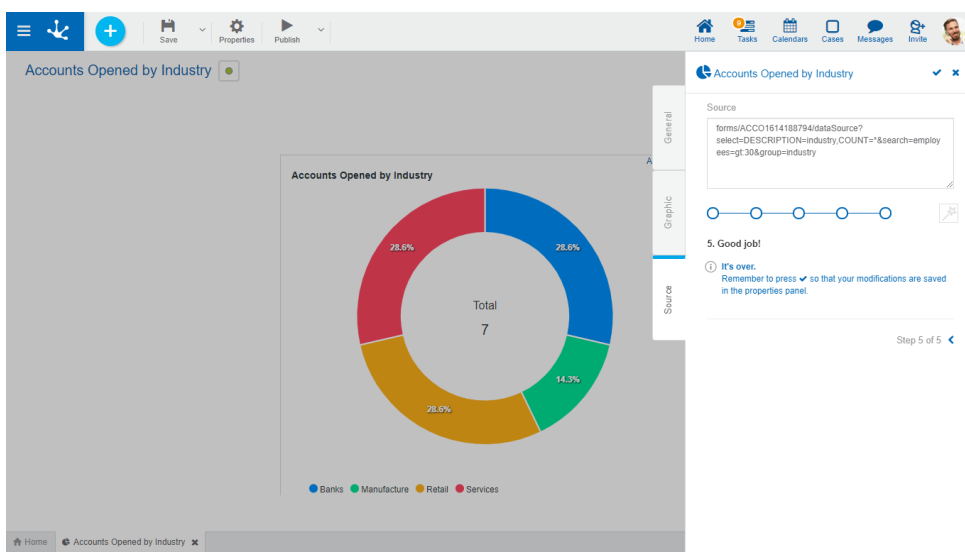 Save
Properties
Publish
Home
0
Tasks
Calendars
Cases
Messages
Invite
Accounts Opened by Industry
Accounts Opened by Industry
General
Graphic
Source
A
Accounts Opened by Industry
28.6%
28.6%
Total
7
14.3%
28.6%
Banks Manufacture Retail Services
Source
forms/ACCO1614188794/dataSource?
select=DESCRIPTION=industry,COUNT=*&search=employ
ees=gt:30&group=industry
5. Good job!
It's over.
Remember to press so that your modifications are saved
in the properties panel.
Step 5 of 5
Home
Accounts Opened by Industry